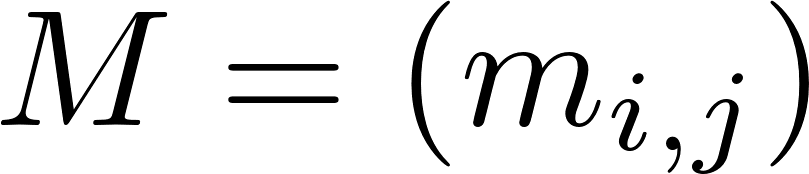 M = (m_{i,j})